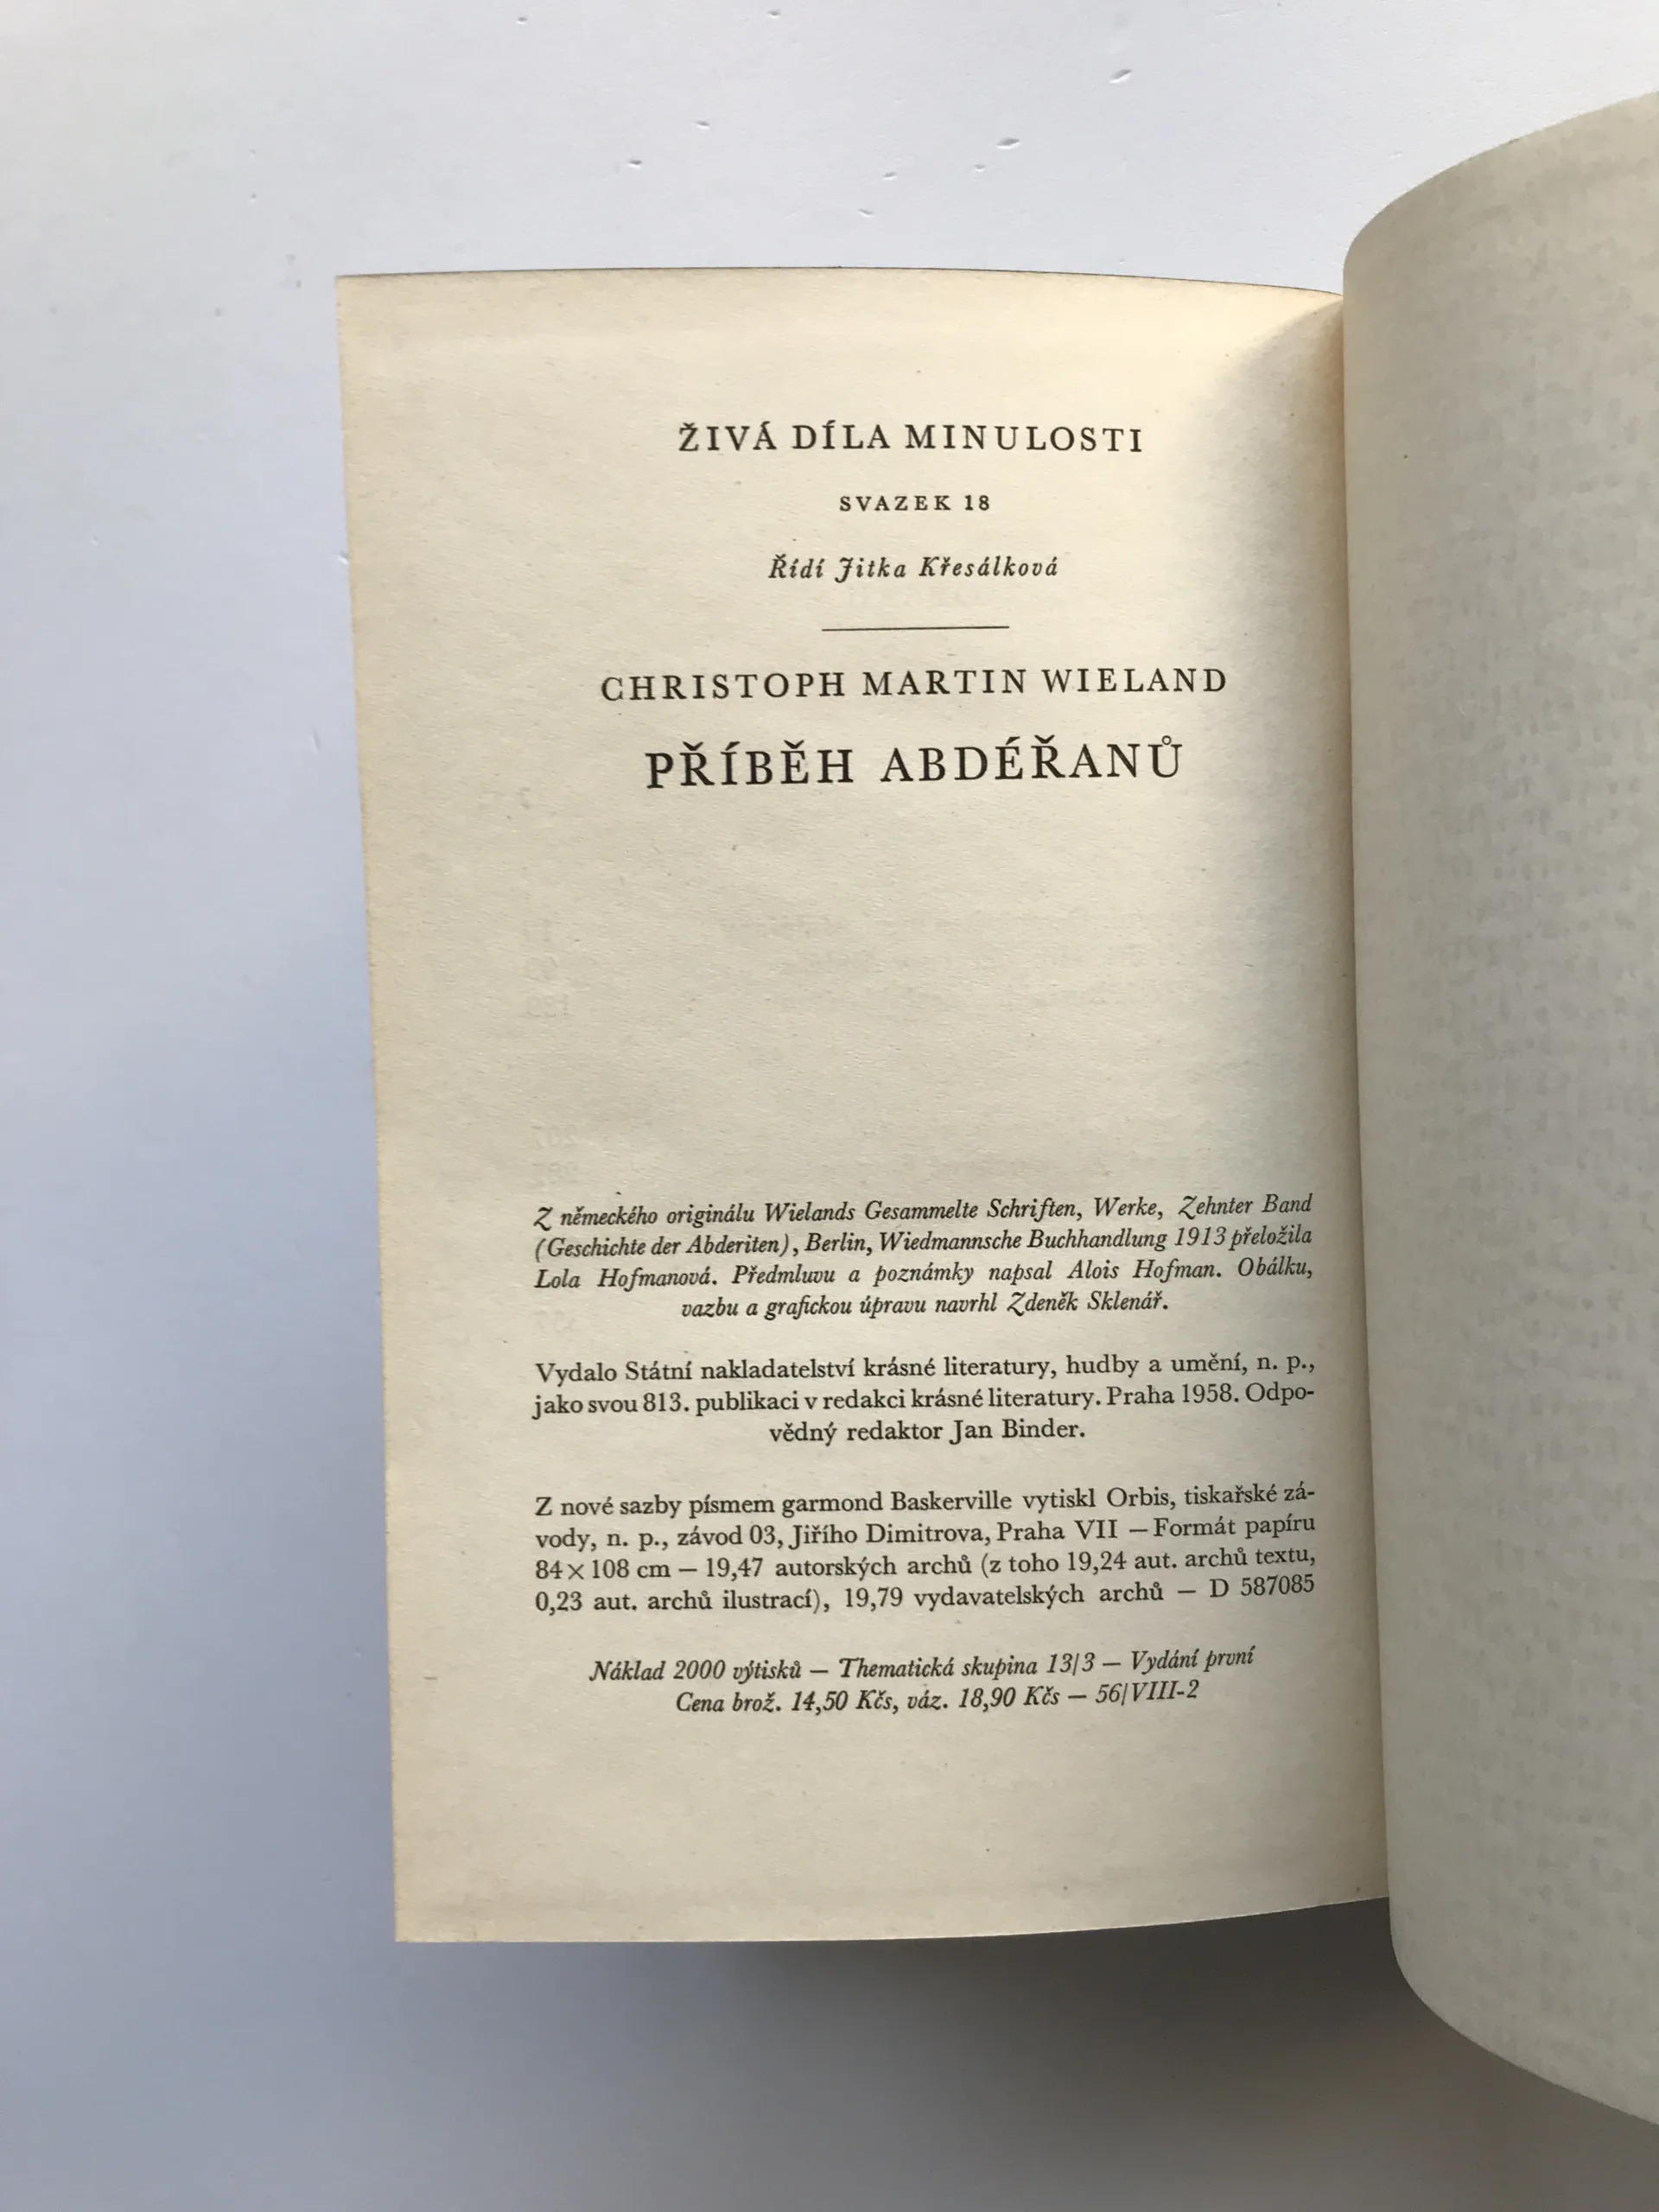 ŽIVÁ DÍLA MINULOSTI
SVAZEK 18
Řídí Jitka Křesálková
CHRISTOPH MARTIN WIELAND
PŘÍBĚH ABDÉŘANŮ
Z německého originálu Wielands Gesammelte Schriften, Werke, Zehnter Band
(Geschichte der Abderiten), Berlin, Wiedmannsche Buchhandlung 1913 přeložila
Lola Hofmanová. Předmluvu a poznámky napsal Alois Hofman. Obálku,
vazbu a grafickou úpravu navrhl Zdeněk Sklenář.
Vydalo Státní nakladatelství krásné literatury, hudby a umění, n. p.,
jako svou 813. publikaci v redakci krásné literatury. Praha 1958. Odpo-
vědný redaktor Jan Binder.
Z nové sazby písmem garmond Baskerville vytiskl Orbis, tiskařské zá-
vody, n. p., závod 03, Jiřího Dimitrova, Praha VII — Formát papíru
84 × 108 cm — 19,47 autorských archů (z toho 19,24 aut. archů textu,
0,23 aut. archů ilustrací), 19,79 vydavatelských archů — D 587085
Náklad 2000 výtisků — Thematická skupina 13/3 — Vydání první
Cena brož. 14,50 Kčs, váz. 18,90 Kčs — 56/VIII-2